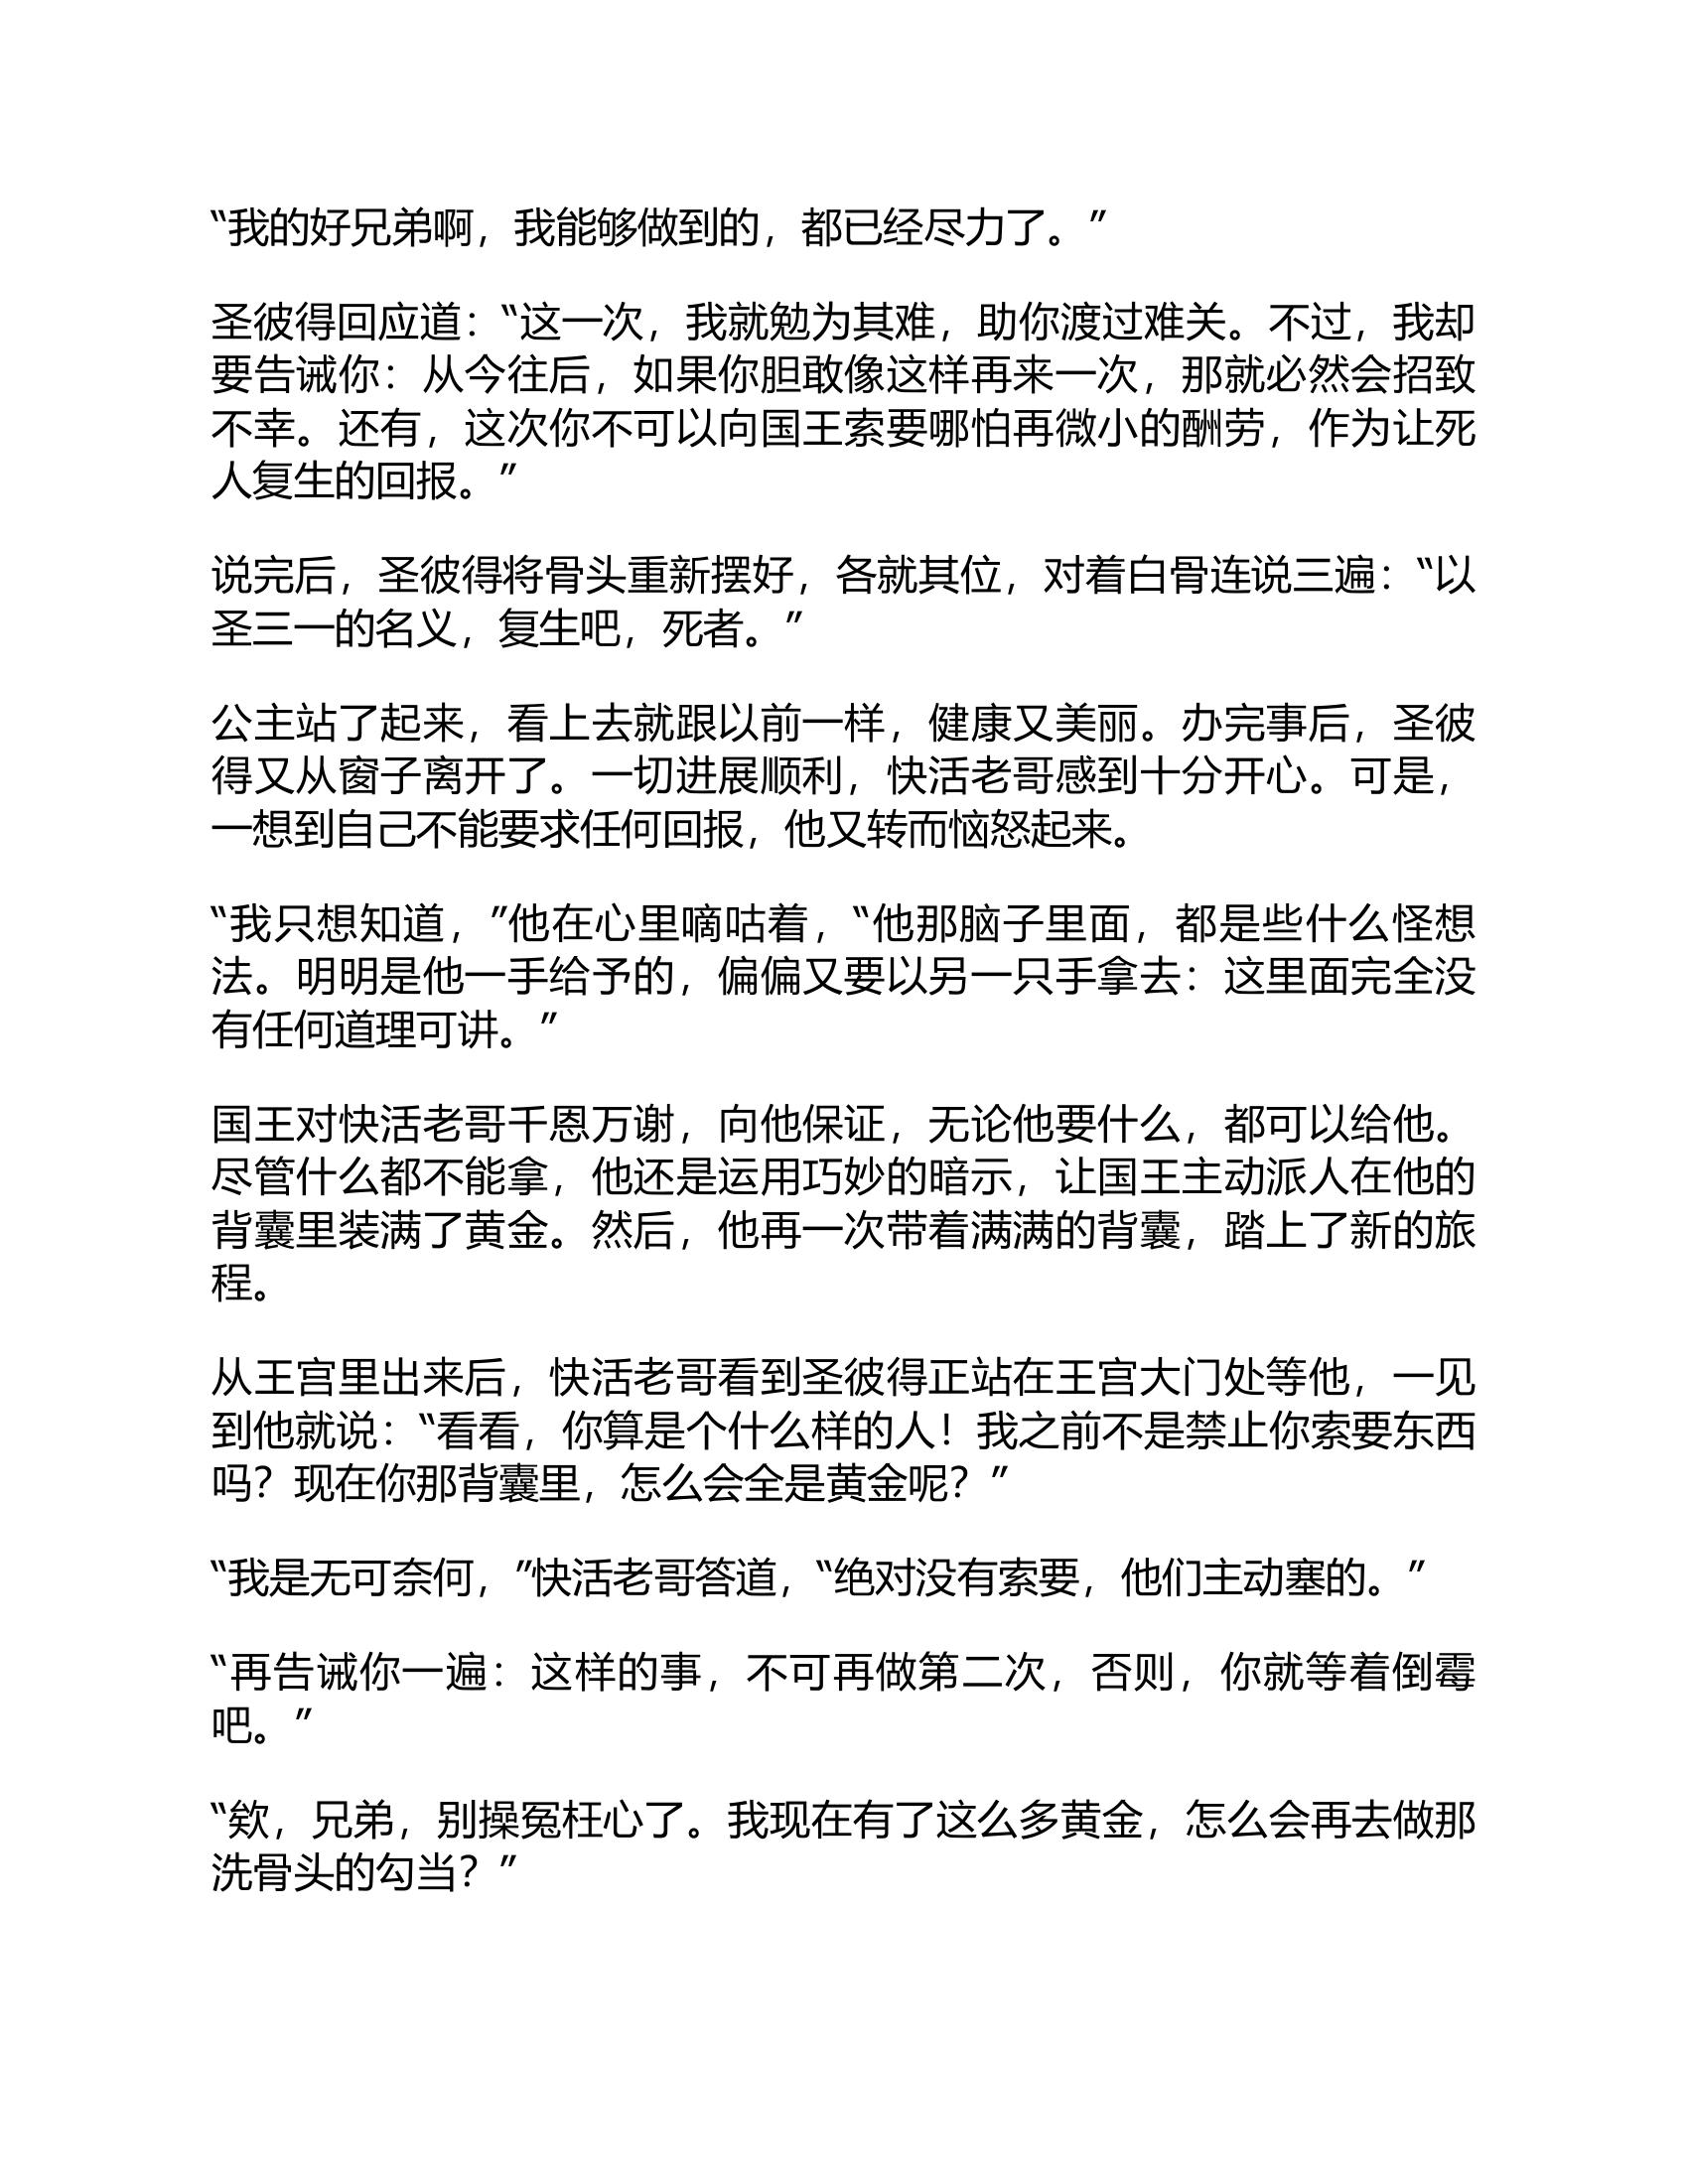 “我的好兄弟啊，我能够做到的，都已经尽力了。”
圣彼得回应道：“这一次，我就勉为其难，助你渡过难关。不过，我却
要告诫你：从今往后，如果你胆敢像这样再来一次，那就必然会招致
不幸。还有，这次你不可以向国王索要哪怕再微小的酬劳，作为让死
人复生的回报。”
说完后，圣彼得将骨头重新摆好，各就其位，对着白骨连说三遍：“以
圣三一的名义，复生吧，死者。”
公主站了起来，看上去就跟以前一样，健康又美丽。办完事后，圣彼
得又从窗子离开了。一切进展顺利，快活老哥感到十分开心。可是，
一想到自己不能要求任何回报，他又转而恼怒起来。
“我只想知道，”他在心里嘀咕着，“他那脑子里面，都是些什么怪想
法。明明是他一手给予的，偏偏又要以另一只手拿去：这里面完全没
有任何道理可讲。”
国王对快活老哥千恩万谢，向他保证，无论他要什么，都可以给他。
尽管什么都不能拿，他还是运用巧妙的暗示，让国王主动派人在他的
背囊里装满了黄金。然后，他再一次带着满满的背囊，踏上了新的旅
程。
从王宫里出来后，快活老哥看到圣彼得正站在王宫大门处等他，一见
到他就说：“看看，你算是个什么样的人！我之前不是禁止你索要东西
吗？现在你那背囊里，怎么会全是黄金呢？”
“我是无可奈何，”快活老哥答道，“绝对没有索要，他们主动塞的。”
“再告诫你一遍：这样的事，不可再做第二次，否则，你就等着倒霉
吧。”
“欸，兄弟，别操冤枉心了。我现在有了这么多黄金，怎么会再去做那
洗骨头的勾当？”